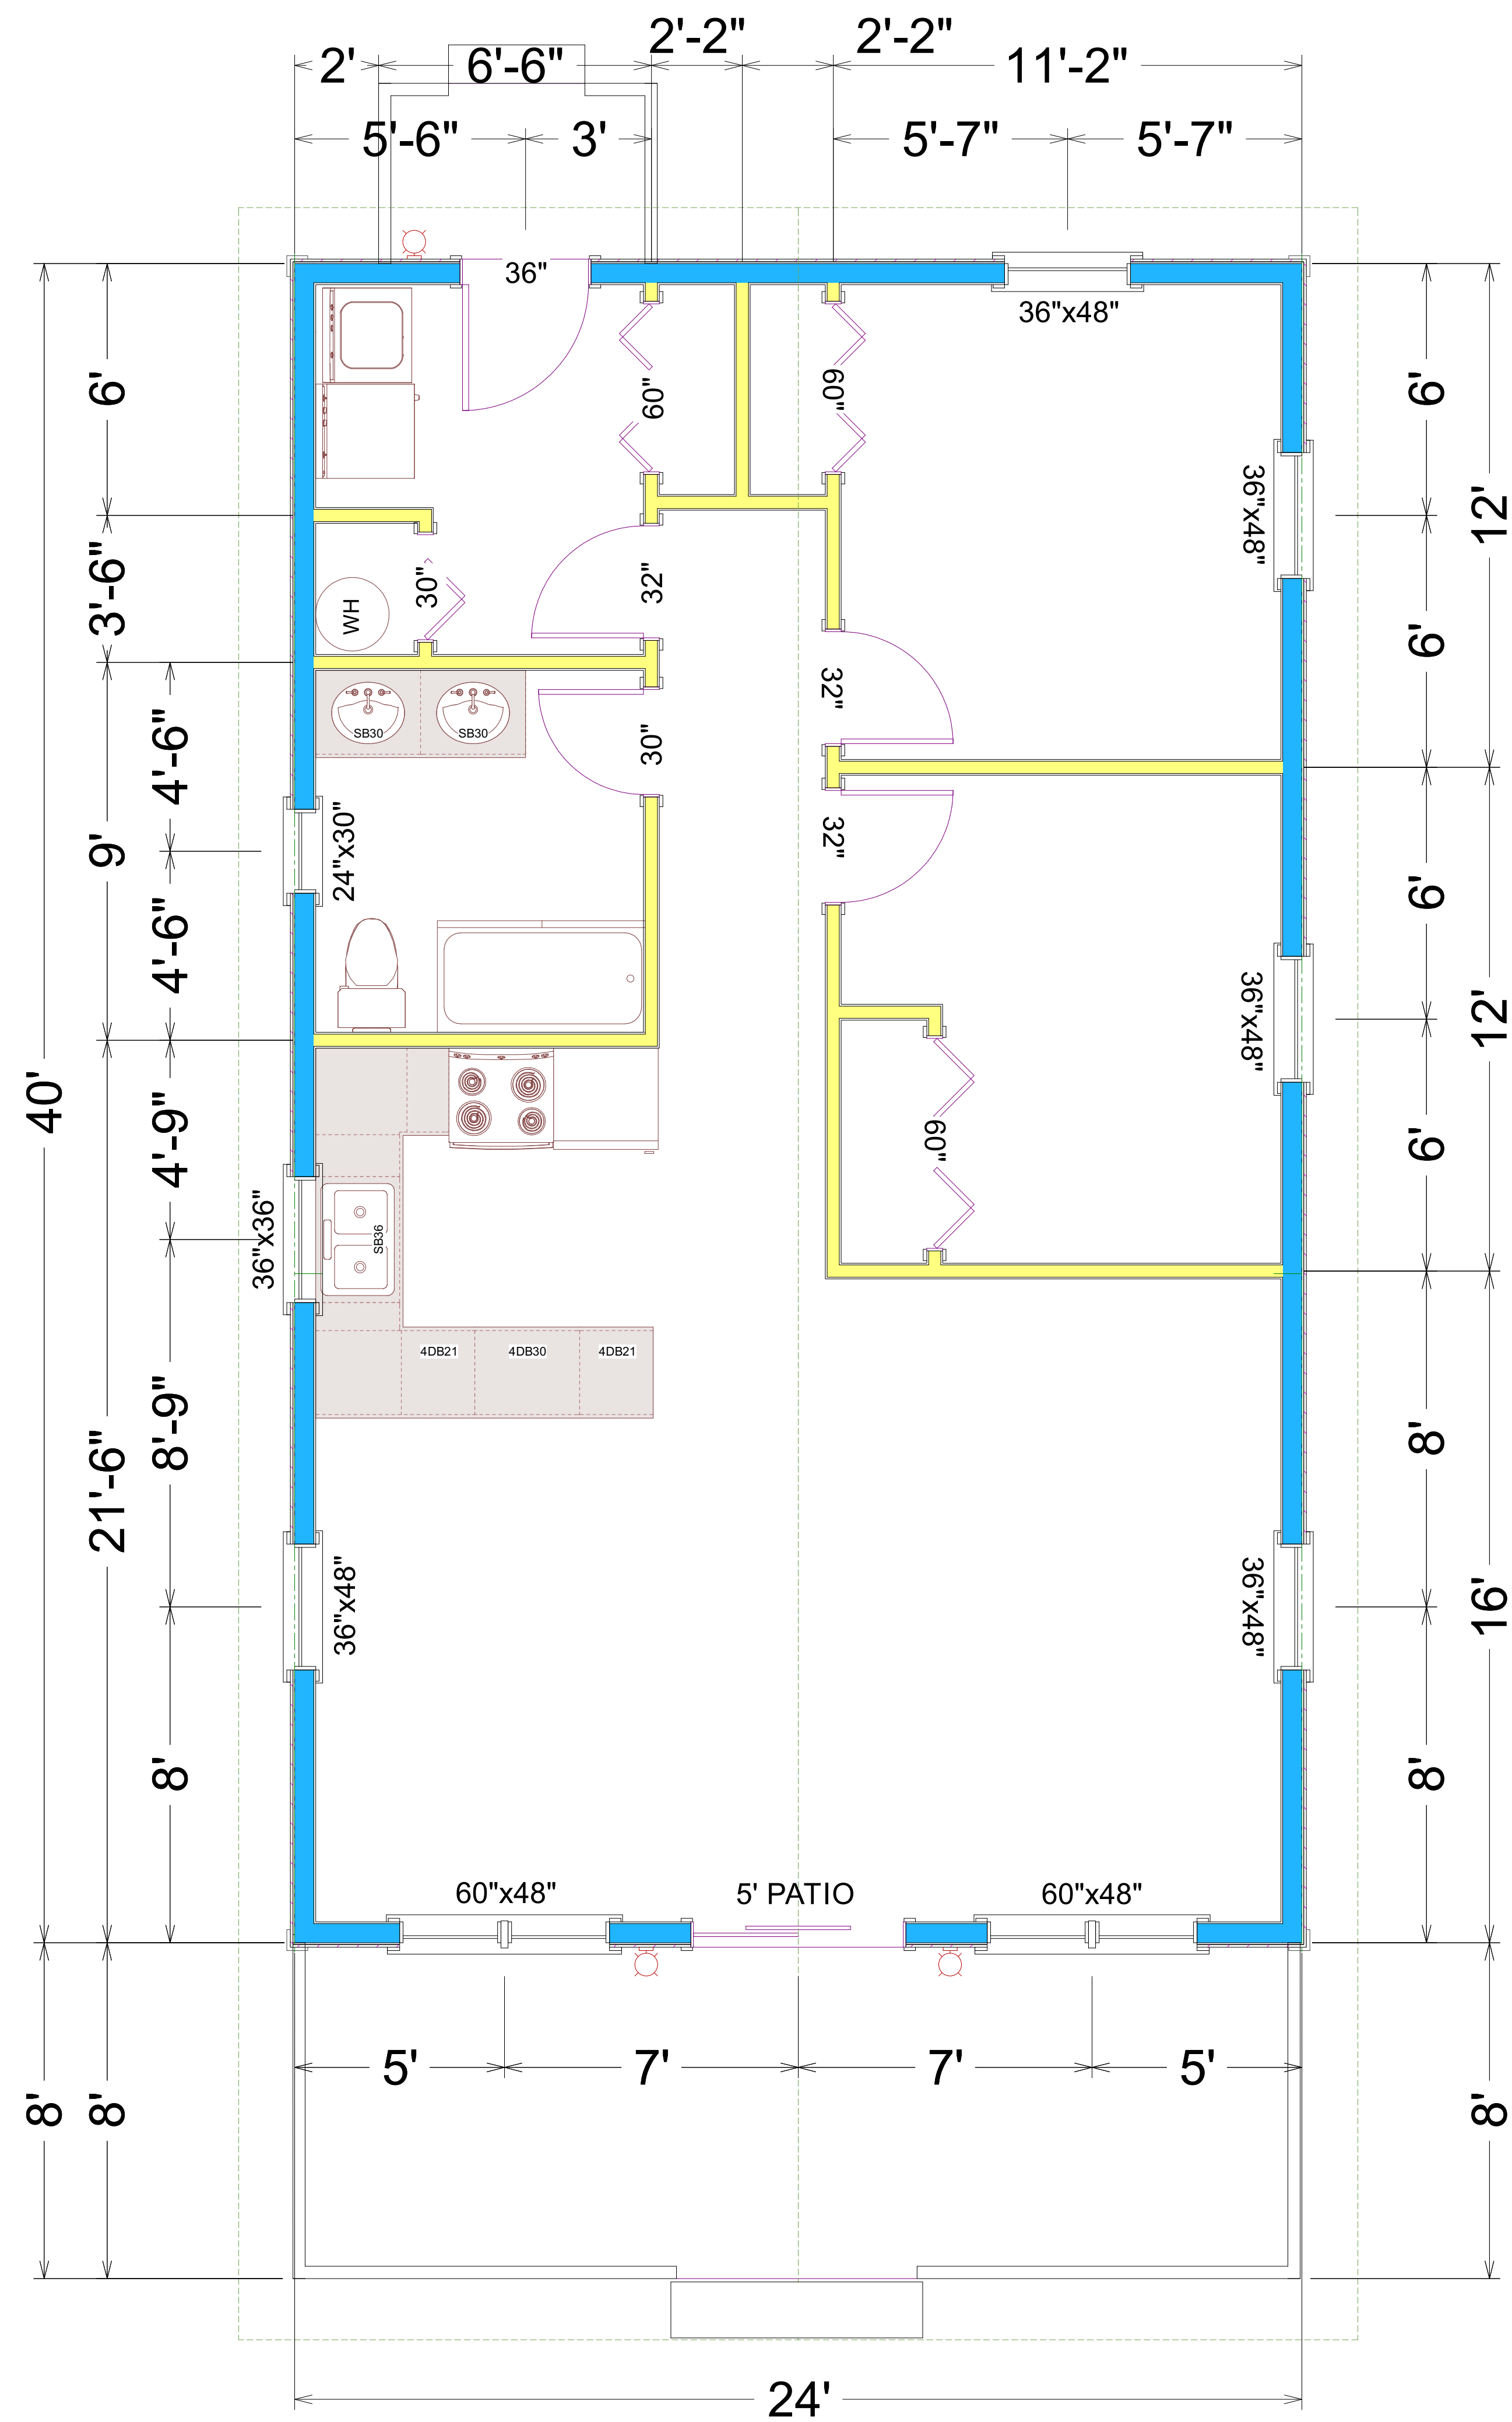 2'-2" 2'-2"
2' 6'-6" 11'-2"
5'-6" 3' 5'-7" 5'-7"
36"
36"x48"
6' 60" 60" 6'
36"x48" 12'
3'-6" 30" 32" 6'
WH
32"
SB30 SB30
30"
4'-6"
9' 24"x30" 32" 6'
4'-6"
36"x48" 12'
40'
4'-9" 60" 6'
36"x36" SB36
4DB21 4DB30 4DB21
8'-9" 8'
21'-6"
36"x48" 36"x48" 16'
8' 8'
60"x48" 5' PATIO 60"x48"
5' 7' 7' 5'
8' 8' 8'
24'